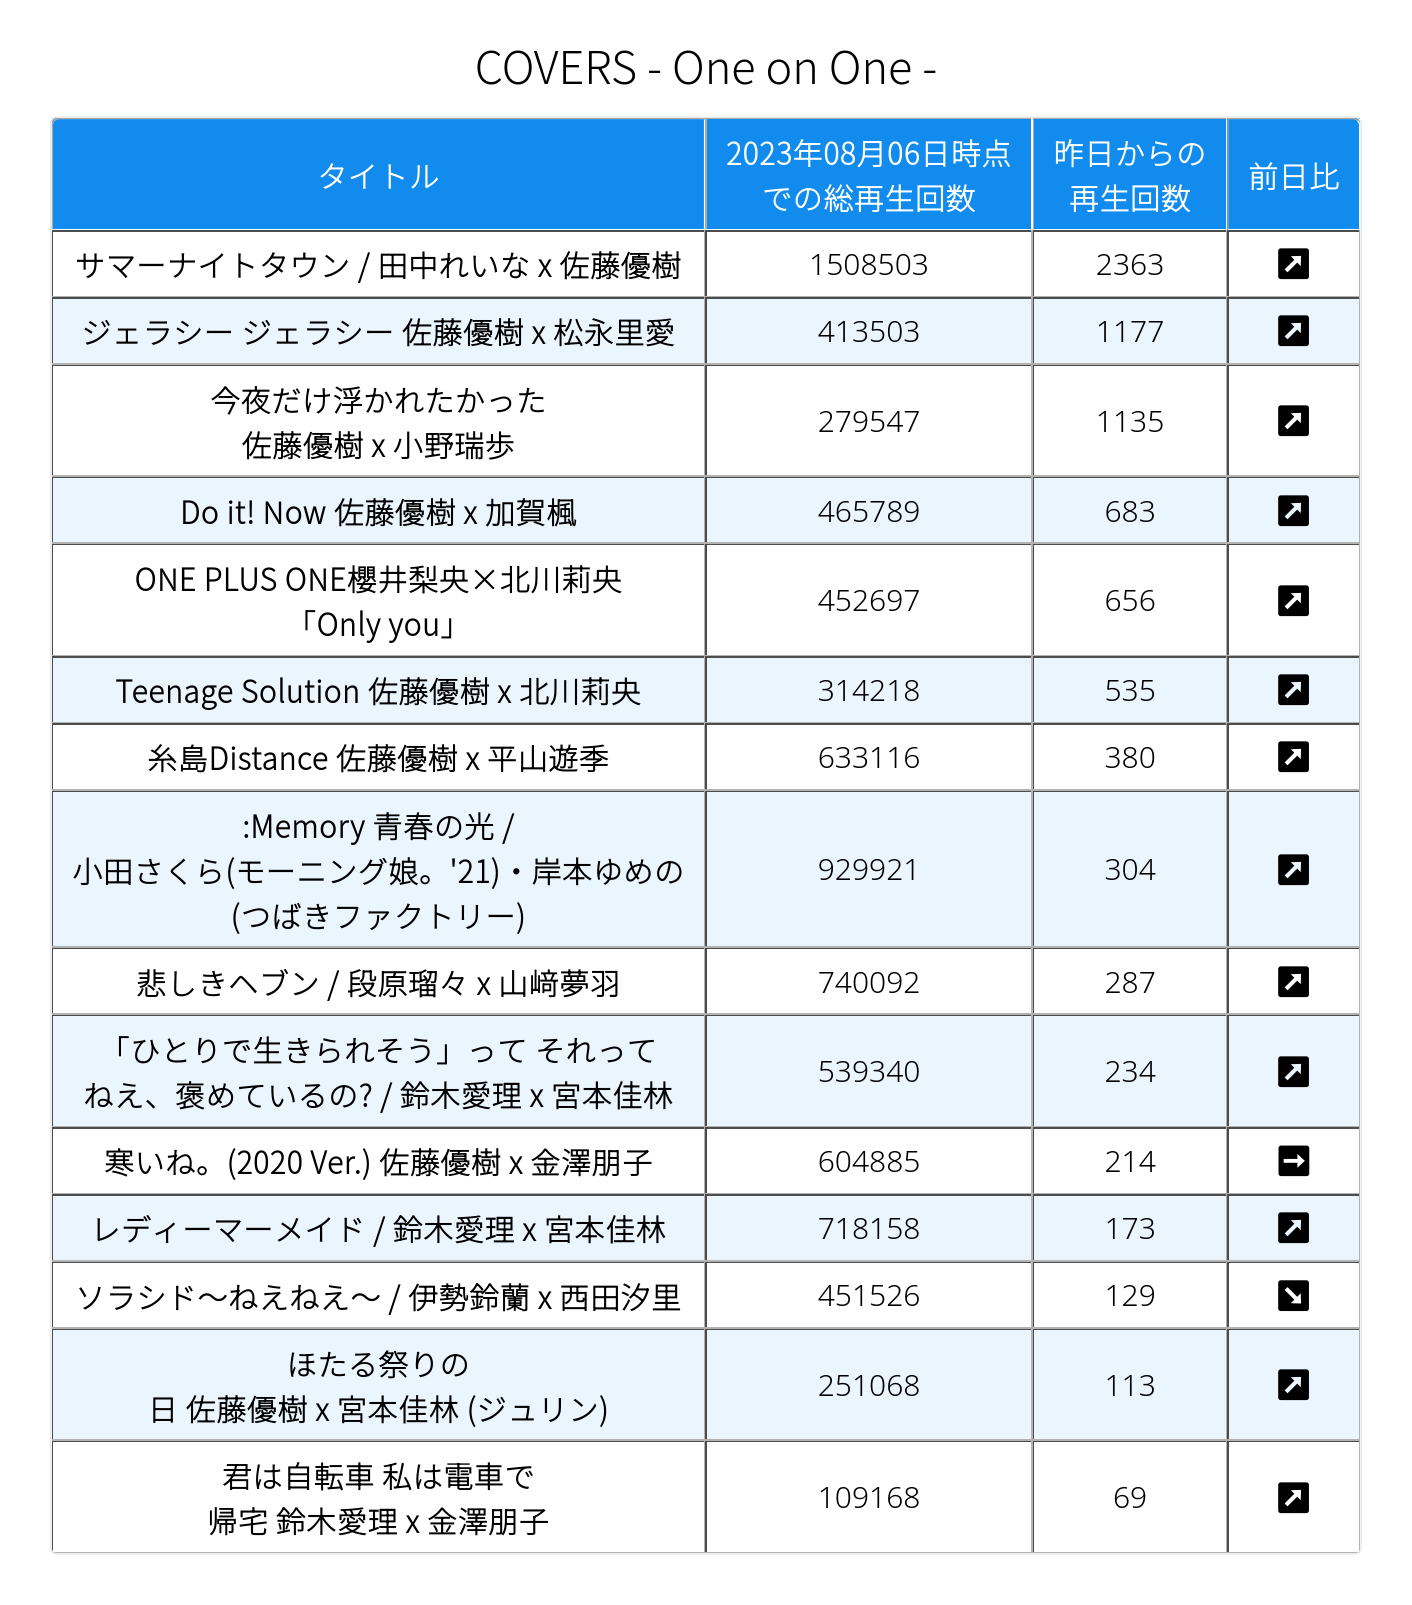 COVERS - One on One -
タイトル
2023年08月06日時点
での総再生回数
昨日からの
再生回数
前日比
サマーナイトタウン / 田中れいな x 佐藤優樹
1508503
2363
ジェラシー ジェラシー 佐藤優樹 x 松永里愛
413503
1177
今夜だけ浮かれたかった
佐藤優樹 x 小野瑞歩
279547
1135
Do it! Now 佐藤優樹 x 加賀楓
465789
683
ONE PLUS ONE櫻井梨央×北川莉央
「Only you」
452697
656
Teenage Solution 佐藤優樹 x 北川莉央
314218
535
糸島Distance 佐藤優樹 x 平山遊季
633116
380
:Memory 青春の光 /
小田さくら(モーニング娘。'21)・岸本ゆめの
(つばきファクトリー)
929921
304
悲しきヘブン / 段原瑠々 x 山﨑夢羽
740092
287
「ひとりで生きられそう」って それって
ねえ、褒めているの? / 鈴木愛理 x 宮本佳林
539340
234
寒いね。(2020 Ver.) 佐藤優樹 x 金澤朋子
604885
214
レディーマーメイド / 鈴木愛理 x 宮本佳林
718158
173
ソラシド〜ねえねえ〜 / 伊勢鈴蘭 x 西田汐里
451526
129
ほたる祭りの
日 佐藤優樹 x 宮本佳林 (ジュリン)
251068
113
君は自転車 私は電車で
帰宅 鈴木愛理 x 金澤朋子
109168
69